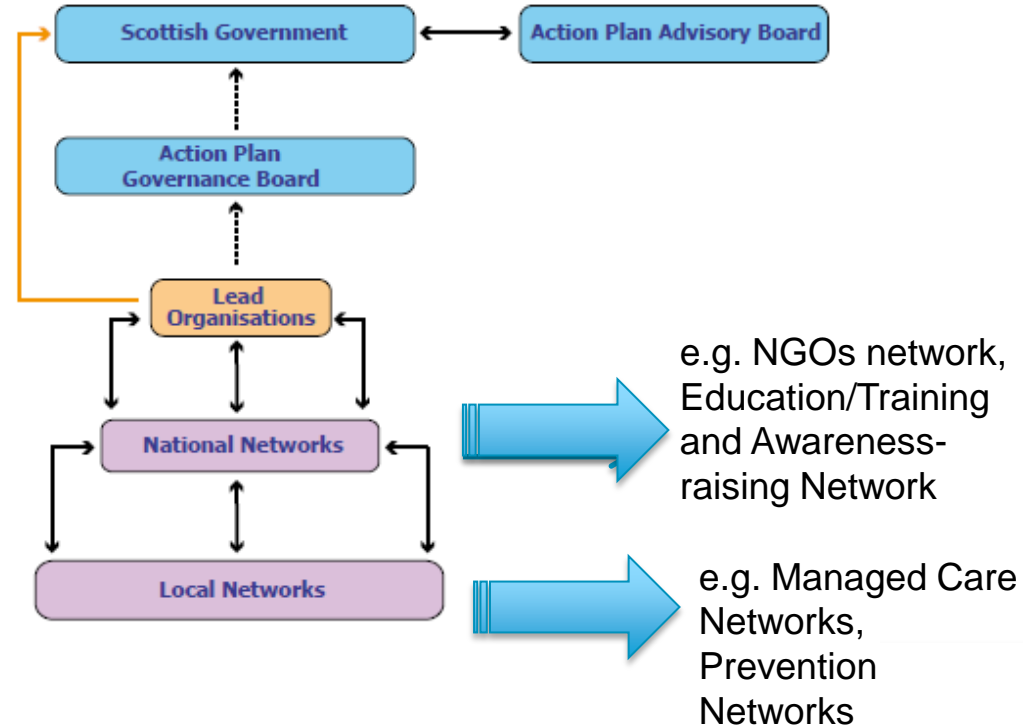 Scottish Government
Action Plan Advisory Board
Action Plan
Governance Board
Lead
Organisations
National Networks
e.g. NGOs network,
Education/Training
and Awareness-
raising Network
Local Networks
e.g. Managed Care
Networks,
Prevention
Networks